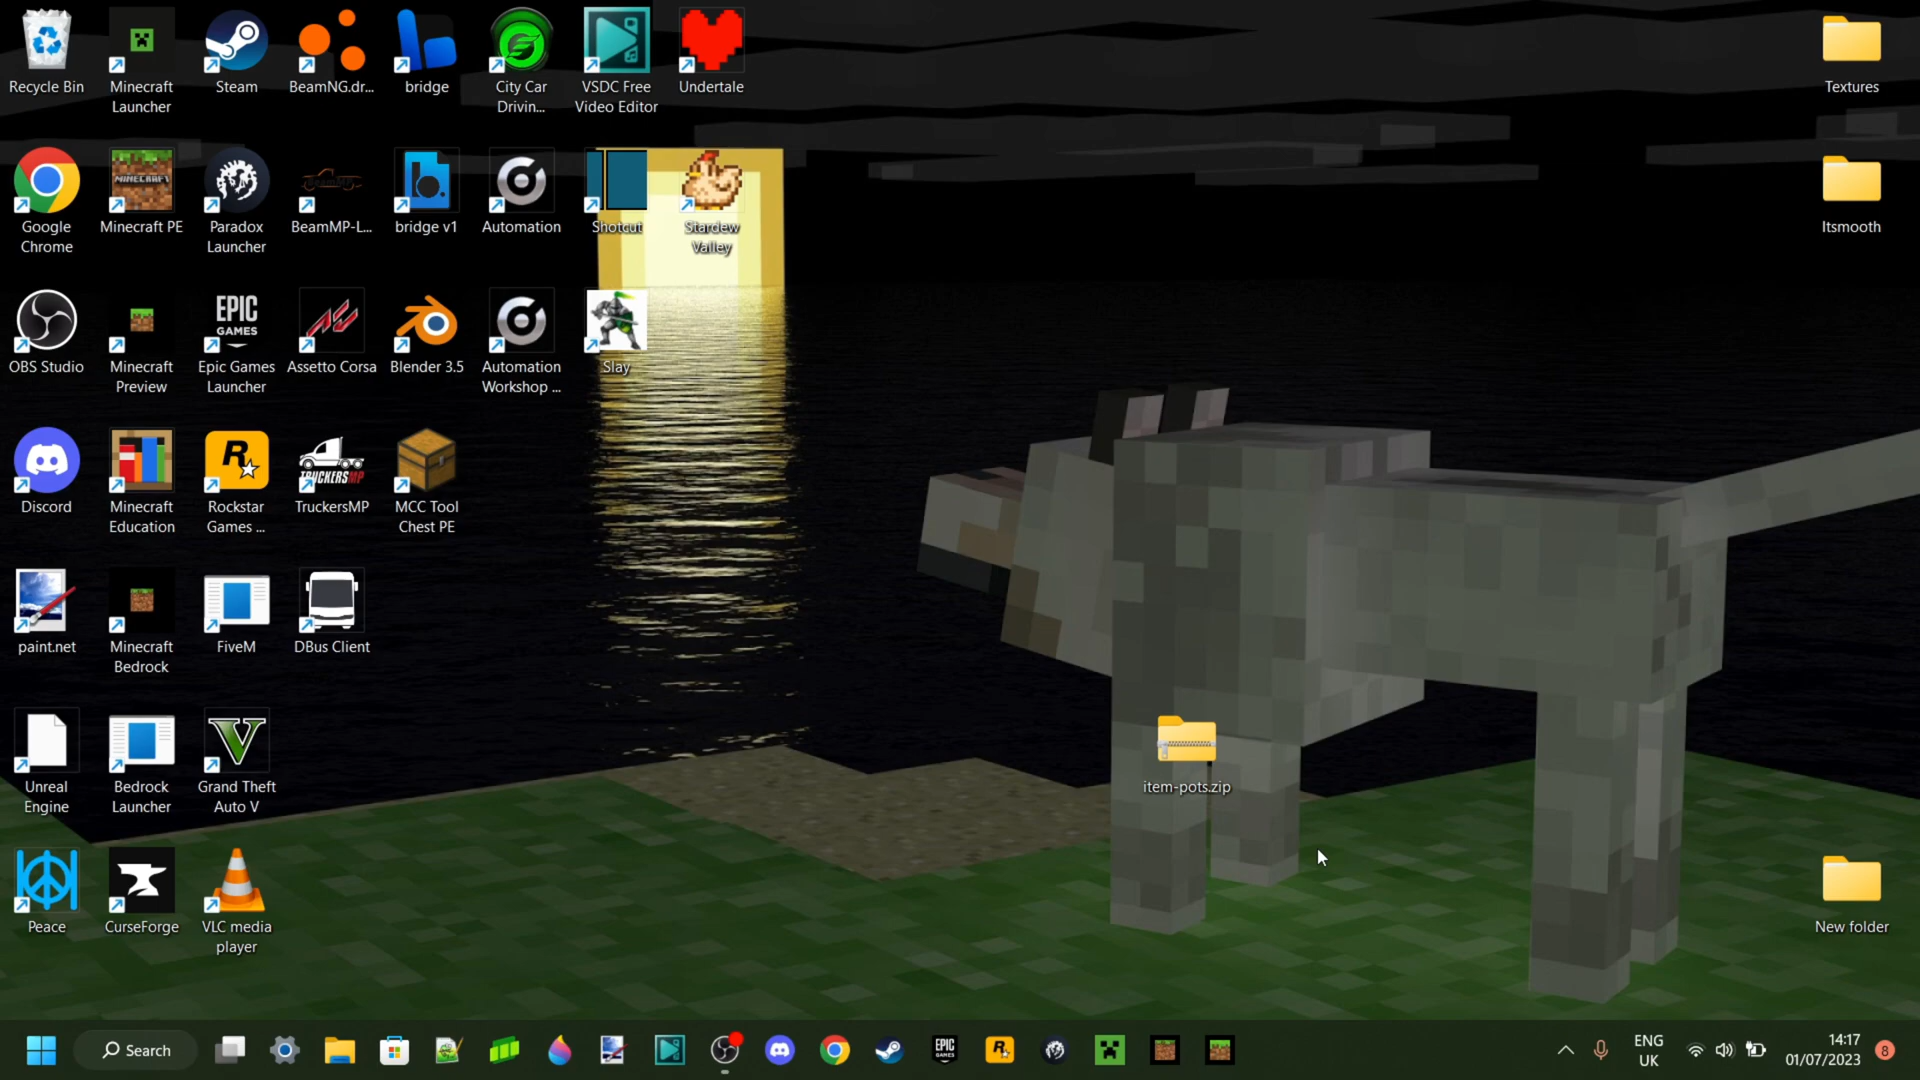 Recycle Bin
Minecraft
Launcher
Steam
BeamNG.dr...
bridge
City Car
Drivin...
VSDC Free
Video Editor
Undertale
Textures
MINECRAFT
Google
Chrome
Minecraft PE
Paradox
Launcher
BeamMP-L...
bridge v1
Automation
Shotcut
Stardew
Valley
Itsmooth
EPIC
GAMES
OBS Studio
Minecraft
Preview
Epic Games
Launcher
Assetto Corsa
Blender 3.5
Automation
Workshop ...
Slay
TRUCKERSMP
Discord
Minecraft
Education
Rockstar
Games ...
TruckersMP
MCC Tool
Chest PE
paint.net
Minecraft
Bedrock
FiveM
DBus Client
Unreal
Engine
Bedrock
Launcher
Grand Theft
Auto V
item-pots.zip
Peace
CurseForge
VLC media
player
New folder
Search
EPIC
GAMES
ENG
UK
14:17
01/07/2023
8